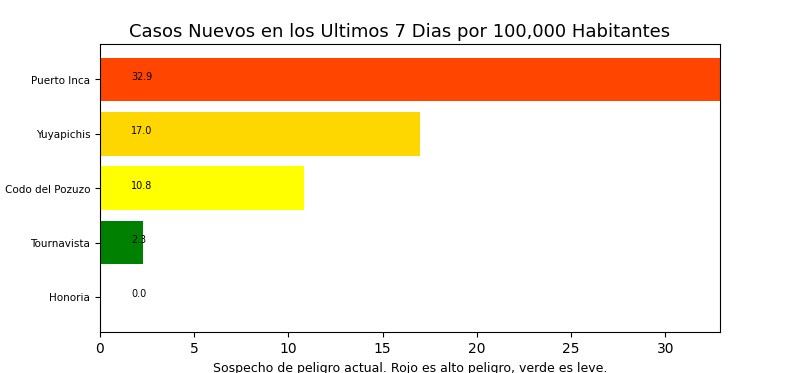 Casos Nuevos en los Ultimos 7 Dias por 100,000 Habitantes
Puerto Inca 32.9
Yuyapichis 17.0
Codo del Pozuzo 10.8
Tournavista 2.3
Honoria 0.0
0 5 10 15 20 25 30
Sospecho de peligro actual. Rojo es alto peligro, verde es leve.